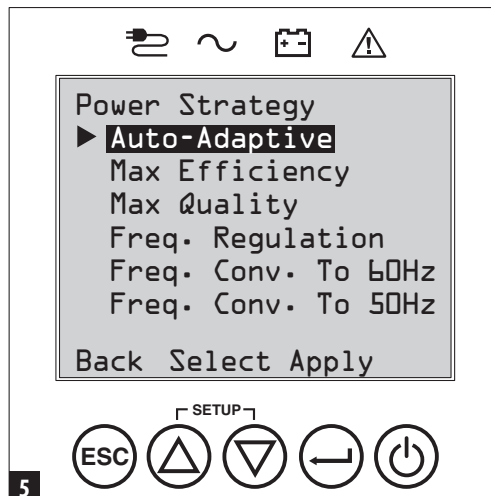 Power Strategy
Auto-Adaptive
Max Efficiency
Max Quality
Freq. Regulation
Freq. Conv. To 60Hz
Freq. Conv. To 50Hz
Back Select Apply
SETUP
ESC
5